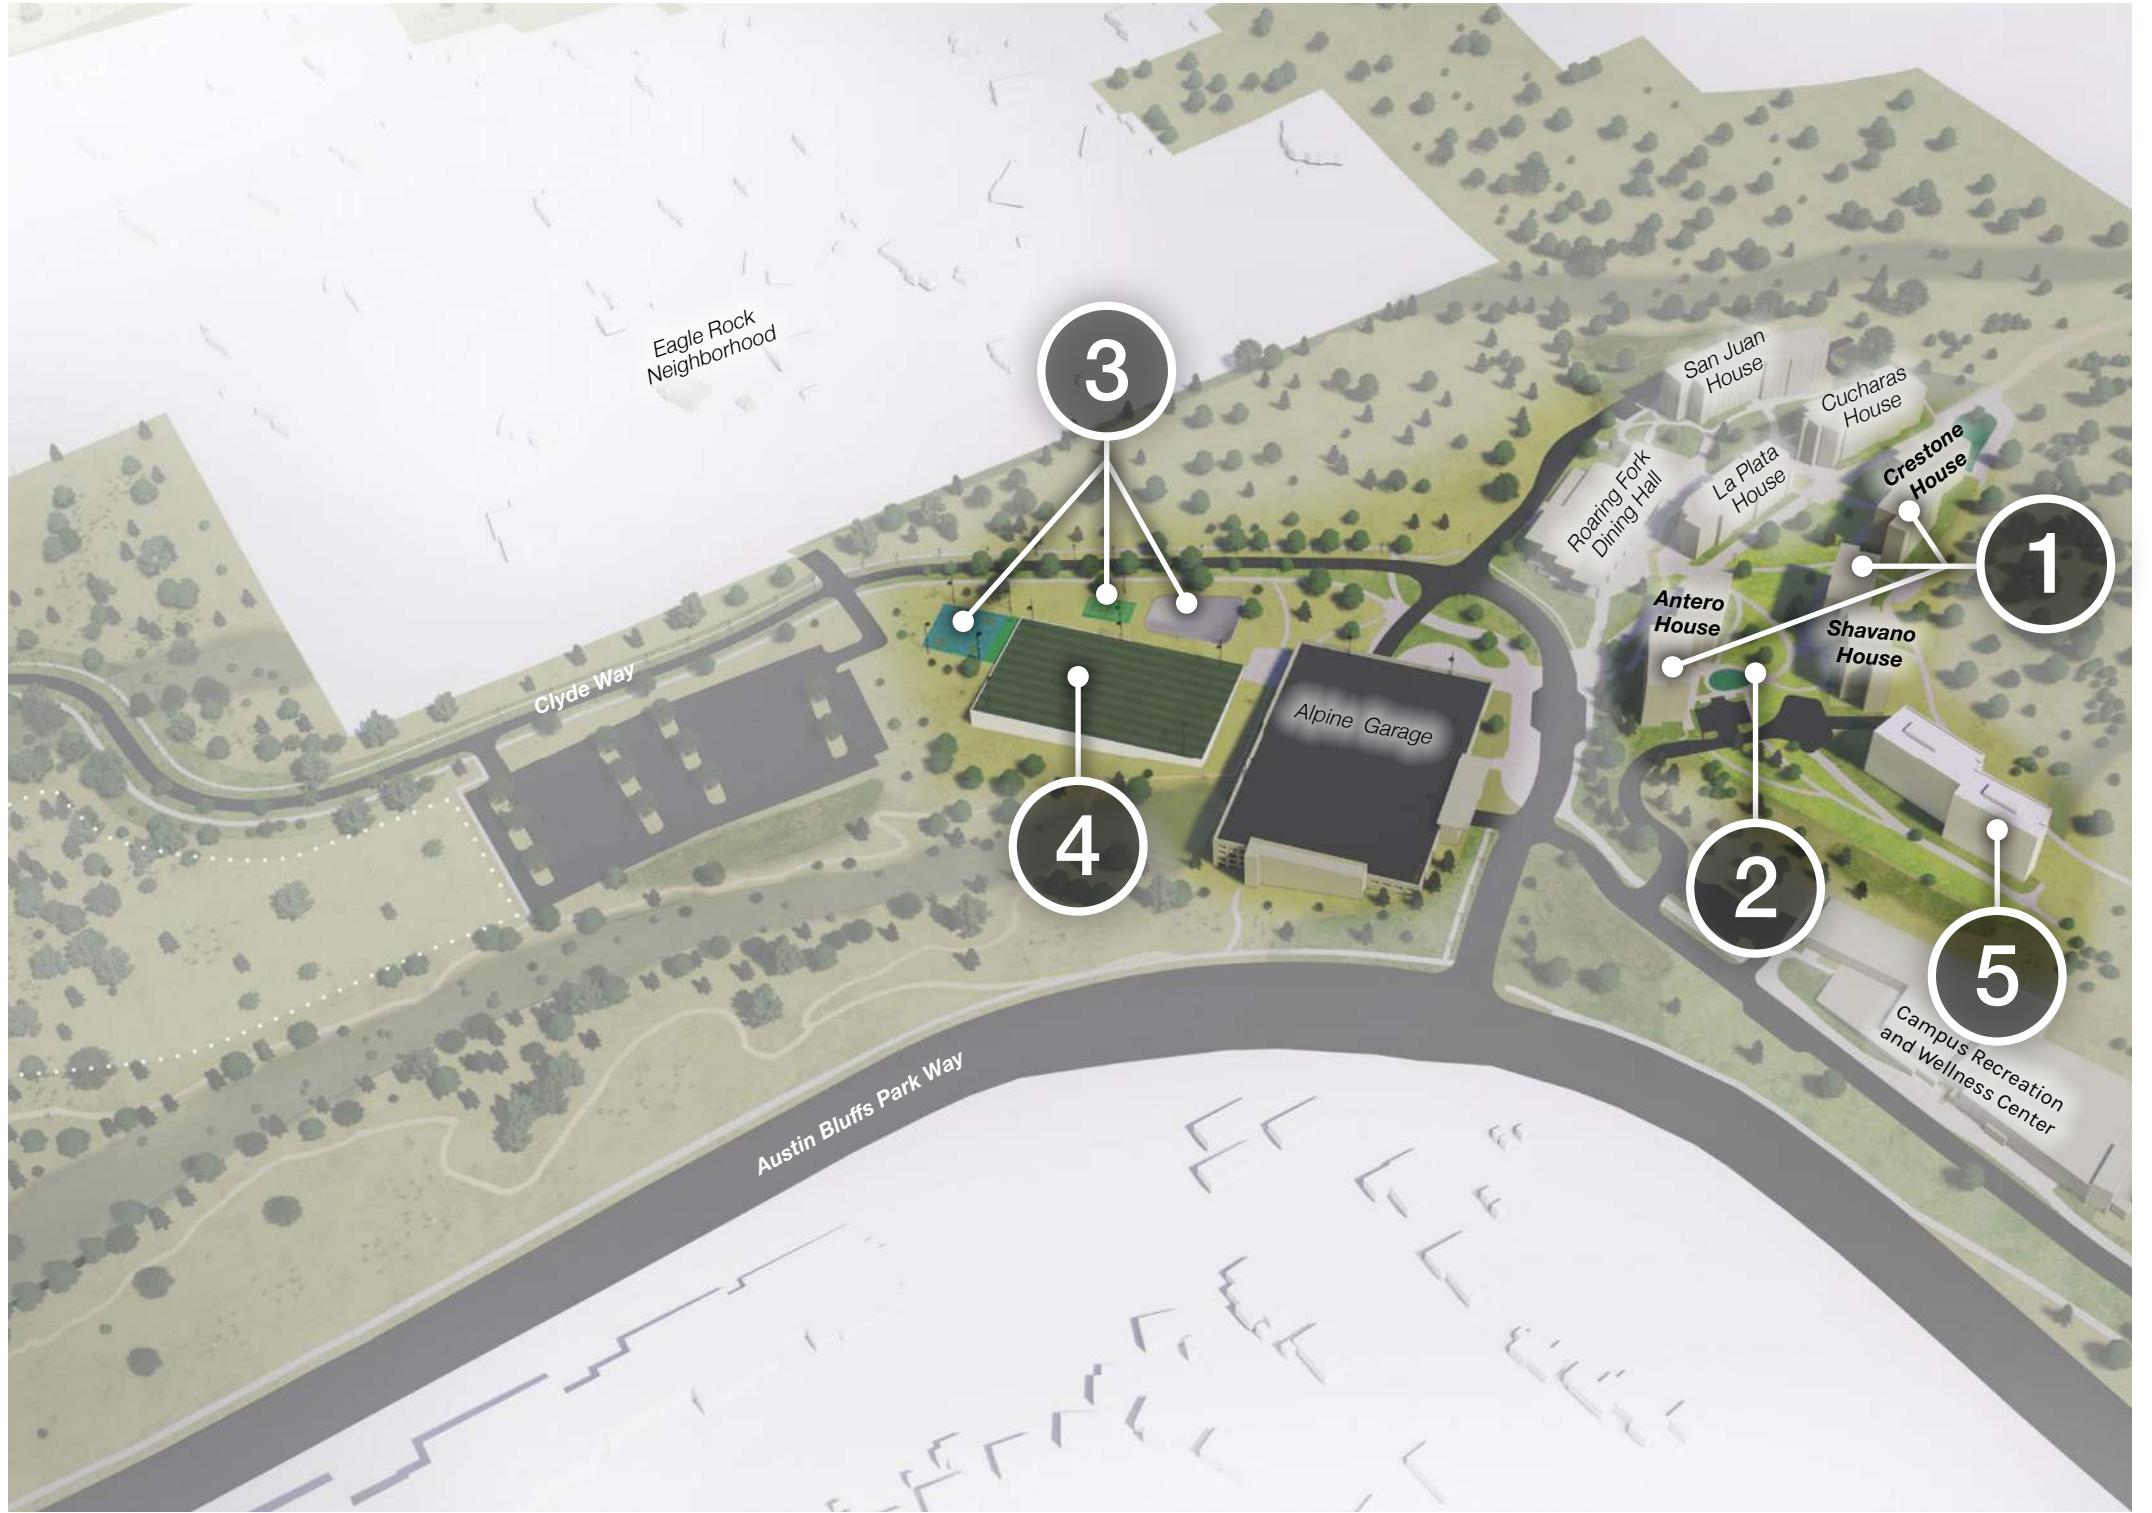 Eagle Rock
Neighborhood
3
San Juan
House
Cucharas
House
Crestone
House
La Plata
House
Roaring Fork
Dining Hall
1
Antero
House
Shavano
House
Clyde Way
Alpine Garage
4
2
5
Campus Recreation
and Wellness Center
Austin Bluffs Park Way